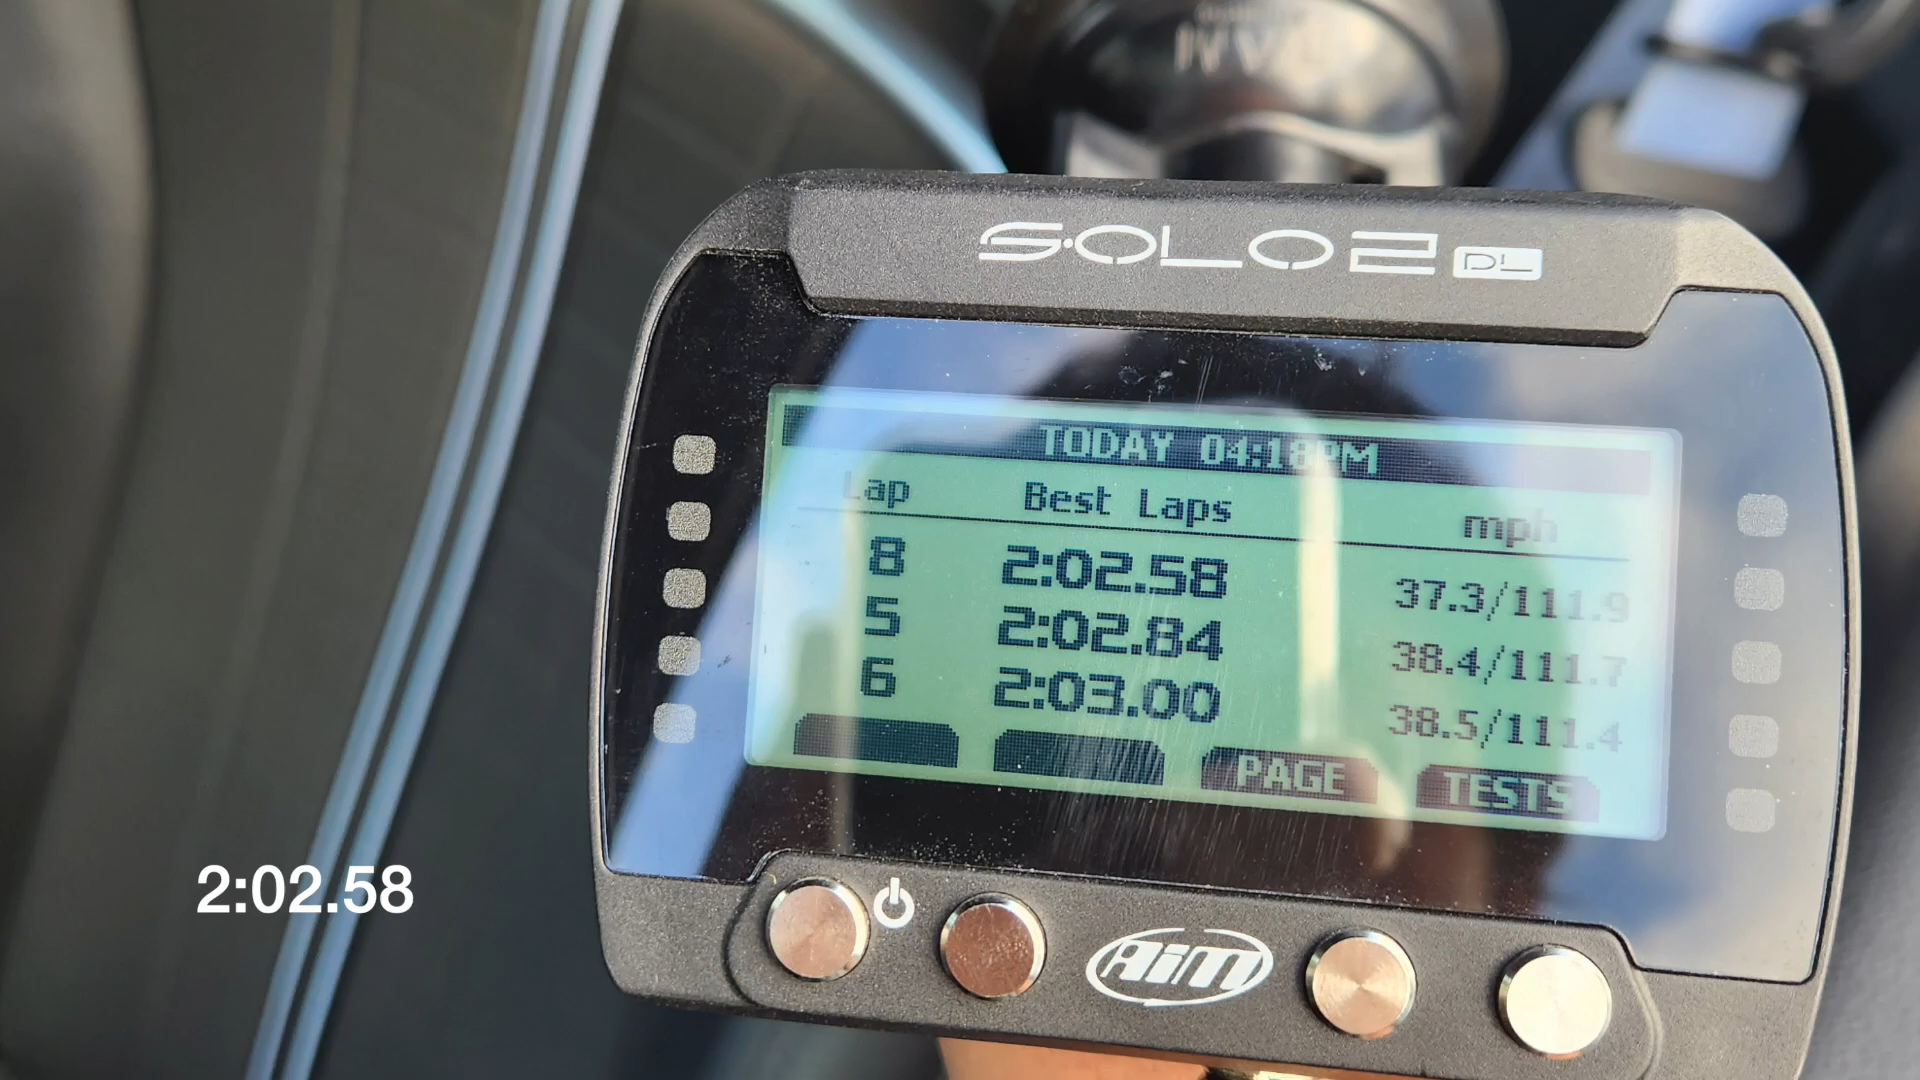 SOLO 2 DL
TODAY 04:18PM
Lap Best Laps mph
8 2:02.58 37.3/111.9
5 2:02.84 38.4/111.7
6 2:03.00 38.5/111.4
PAGE TESTS
AiM
2:02.58